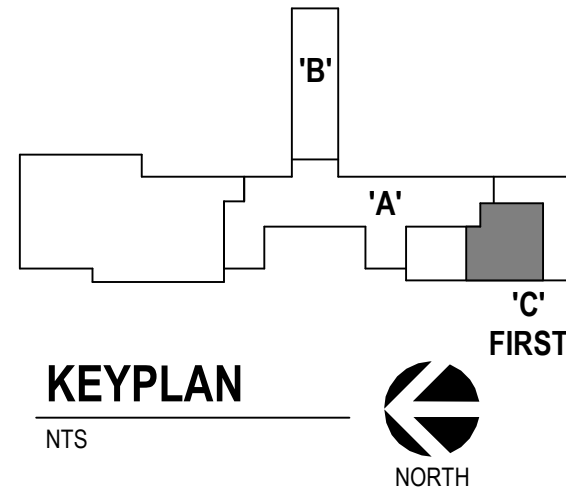 'B'
'A'
'C'
FIRST
KEYPLAN
NTS
NORTH